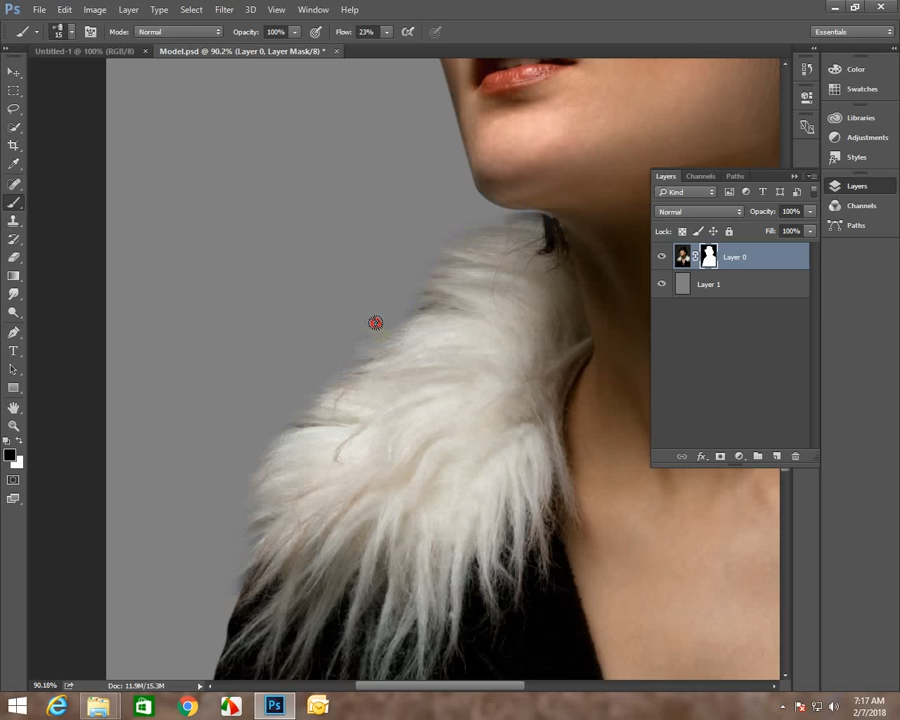 Ps File Edit Image Layer Type Select Filter 3D View Window Help
15 Mode: Normal Opacity: 100% Flow: 23% Essentials
Untitled-1 @ 100% (RGB/8) × Model.psd @ 90.2% (Layer 0, Layer Mask/8) * ×
Color
Swatches
Libraries
Adjustments
Styles
Layers
Channels
Paths
Layers Channels Paths
Kind
Normal Opacity: 100%
Lock: Fill: 100%
Layer 0
Layer 1
fx
90.18% Doc: 11.9M/15.3M
Ps
7:17 AM
2/7/2018